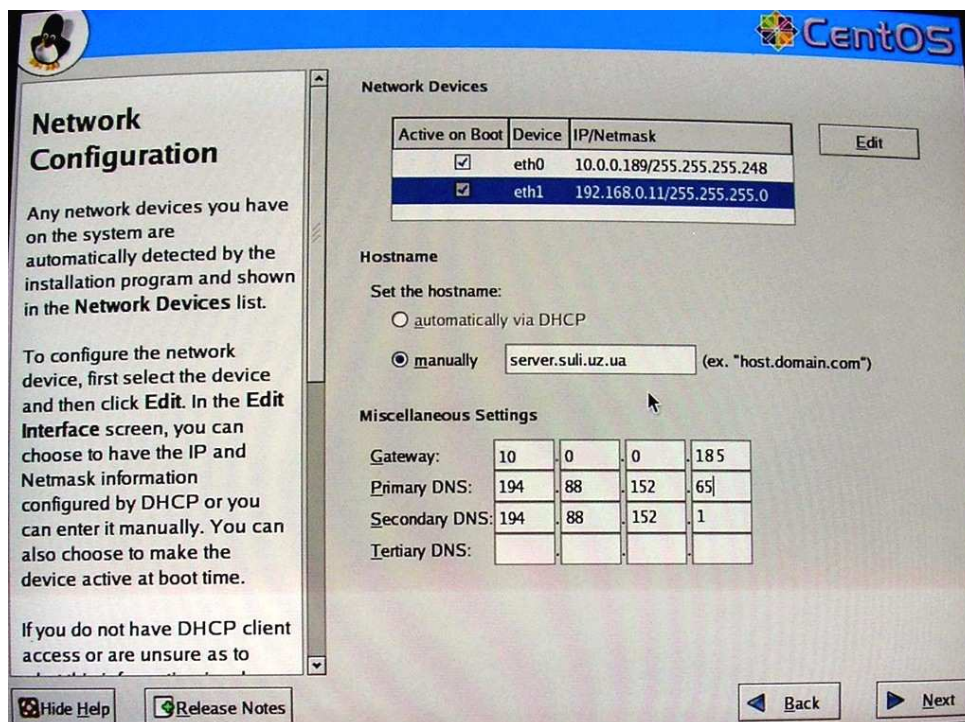 CentOS
Network
Configuration
Any network devices you have
on the system are
automatically detected by the
installation program and shown
in the Network Devices list.
To configure the network
device, first select the device
and then click Edit. In the Edit
Interface screen, you can
choose to have the IP and
Netmask information
configured by DHCP or you
can enter it manually. You can
also choose to make the
device active at boot time.
If you do not have DHCP client
access or are unsure as to
Hide Help
Release Notes
Network Devices
Active on Boot Device IP/Netmask
eth0 10.0.0.189/255.255.255.248
eth1 192.168.0.11/255.255.255.0
Edit
Hostname
Set the hostname:
automatically via DHCP
manually server.suli.uz.ua (ex. "host.domain.com")
Miscellaneous Settings
Gateway: 10 .0 .0 .185
Primary DNS: 194 .88 .152 .65
Secondary DNS: 194 .88 .152 .1
Tertiary DNS: . . .
Back
Next